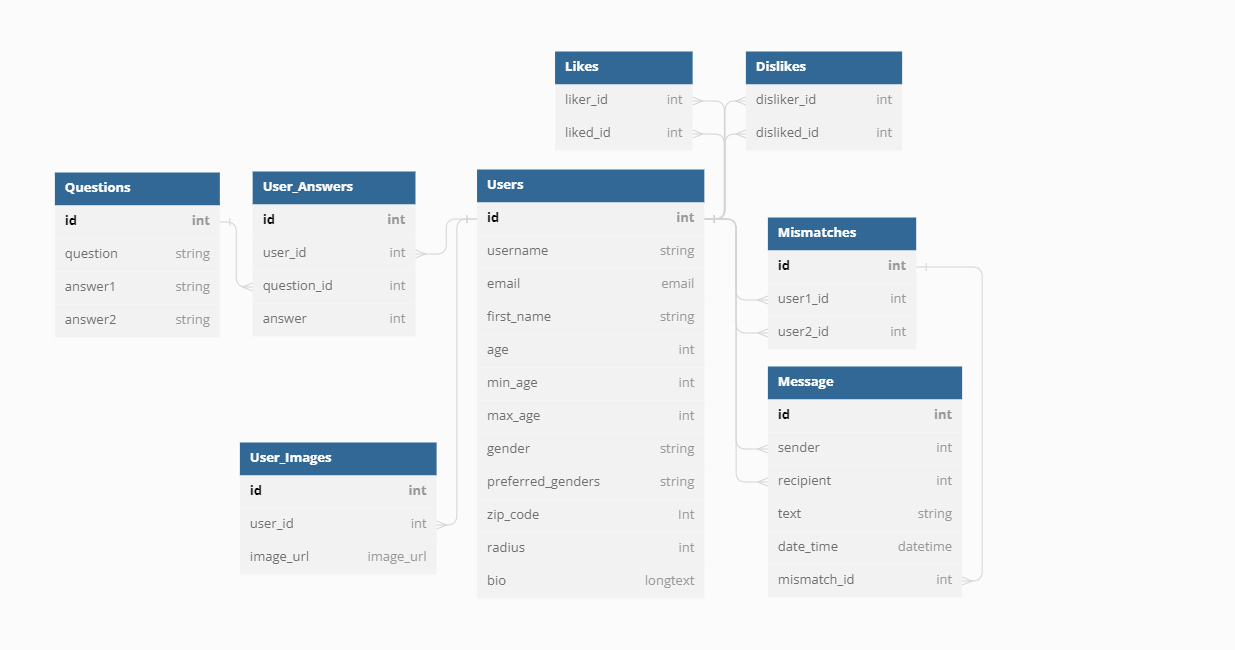 Likes
liker_id int
liked_id int
Dislikes
disliker_id int
disliked_id int
Questions
id int
question string
answer1 string
answer2 string
User_Answers
id int
user_id int
question_id int
answer int
Users
id int
username string
email email
first_name string
age int
min_age int
max_age int
gender string
preferred_genders string
zip_code Int
radius int
bio longtext
Mismatches
id int
user1_id int
user2_id int
Message
id int
sender int
recipient int
text string
date_time datetime
mismatch_id int
User_Images
id int
user_id int
image_url image_url